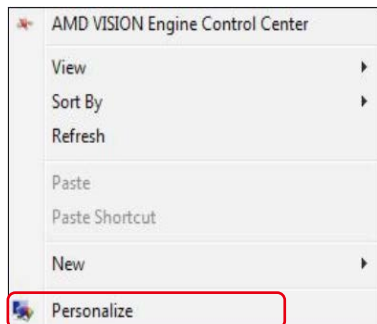 AMD VISION Engine Control Center
View
Sort By
Refresh
Paste
Paste Shortcut
New
Personalize